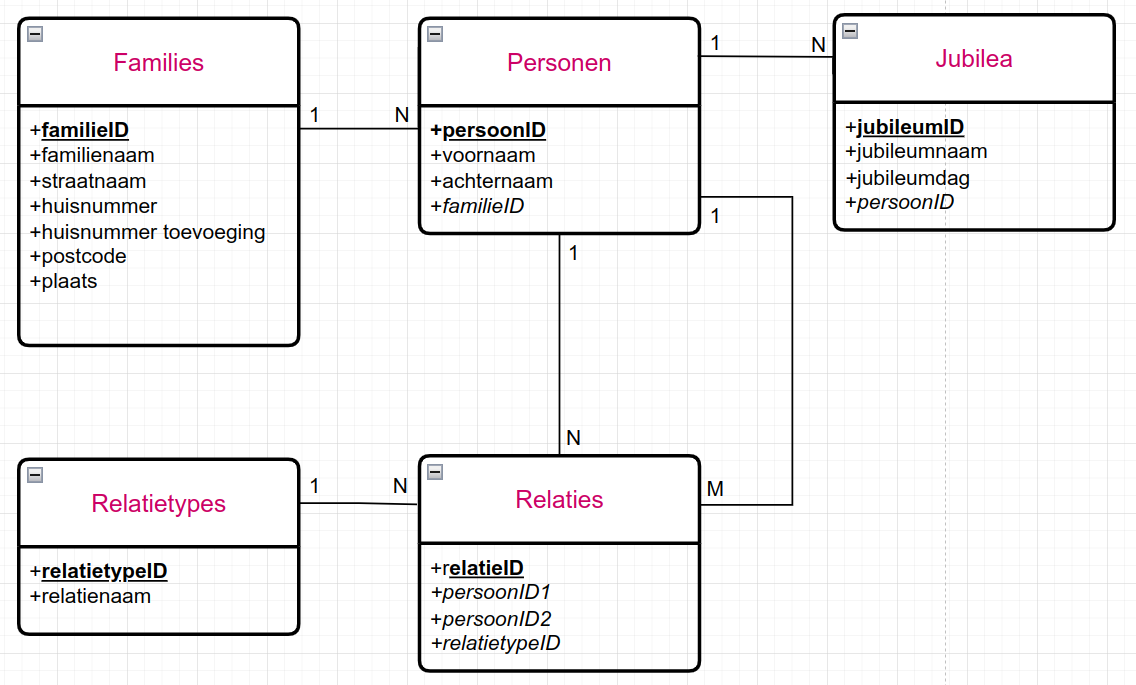 Families
+familieID
+familienaam
+straatnaam
+huisnummer
+huisnummer toevoeging
+postcode
+plaats
1
N
Personen
+persoonID
+voornaam
+achternaam
+familieID
1
N
Jubilea
+jubileumID
+jubileumnaam
+jubileumdag
+persoonID
1
1
N
M
Relatietypes
+relatietypeID
+relatienaam
1
N
Relaties
+relatieID
+persoonID1
+persoonID2
+relatietypeID